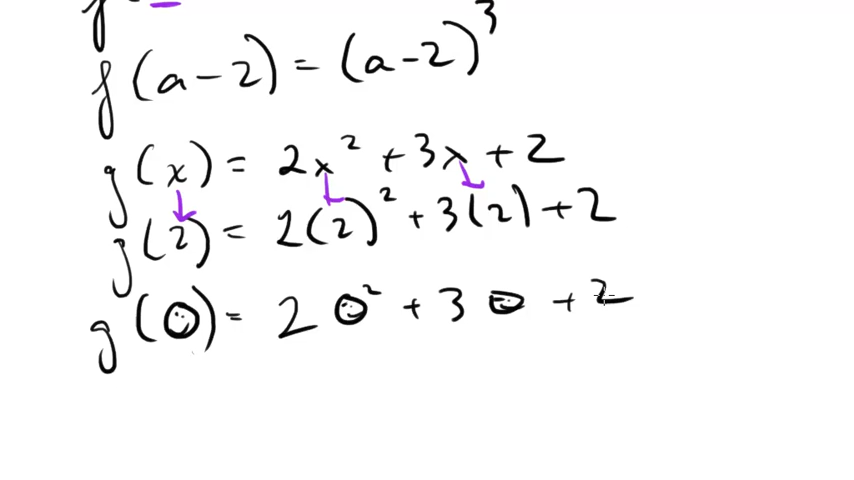 f(a-2) = (a-2)³
g(x) = 2x² + 3x + 2
g(2) = 2(2)² + 3(2) + 2
g(☺) = 2☺² + 3☺ + 2